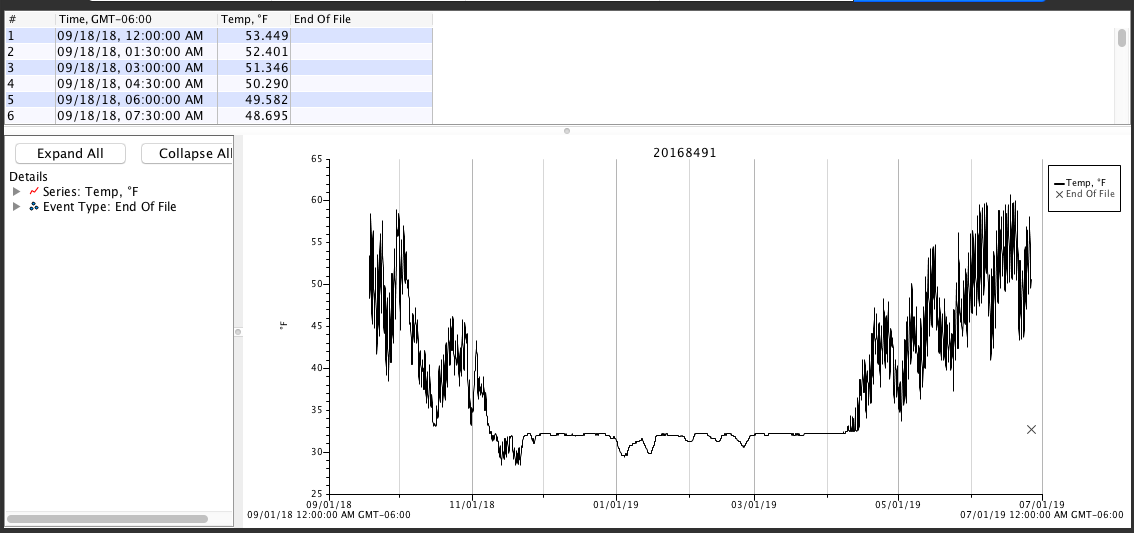 # Time, GMT-06:00 Temp, °F End Of File
1 09/18/18, 12:00:00 AM 53.449
2 09/18/18, 01:30:00 AM 52.401
3 09/18/18, 03:00:00 AM 51.346
4 09/18/18, 04:30:00 AM 50.290
5 09/18/18, 06:00:00 AM 49.582
6 09/18/18, 07:30:00 AM 48.695
Expand All Collapse All
Details
Series: Temp, °F
Event Type: End Of File
20168491
65
60
55
50
45
40
35
30
25
°F
Temp, °F
End Of File
09/01/18 11/01/18 01/01/19 03/01/19 05/01/19 07/01/19
09/01/18 12:00:00 AM GMT-06:00 07/01/19 12:00:00 AM GMT-06:00